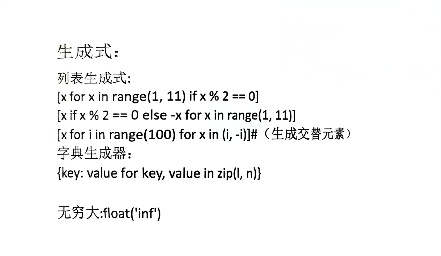 生成式：
列表生成式:
[x for x in range(1, 11) if x % 2 == 0]
[x if x % 2 == 0 else -x for x in range(1, 11)]
[x for i in range(100) for x in (i, -i)]#（生成交替元素）
字典生成器：
{key: value for key, value in zip(l, n)}
无穷大:float('inf')